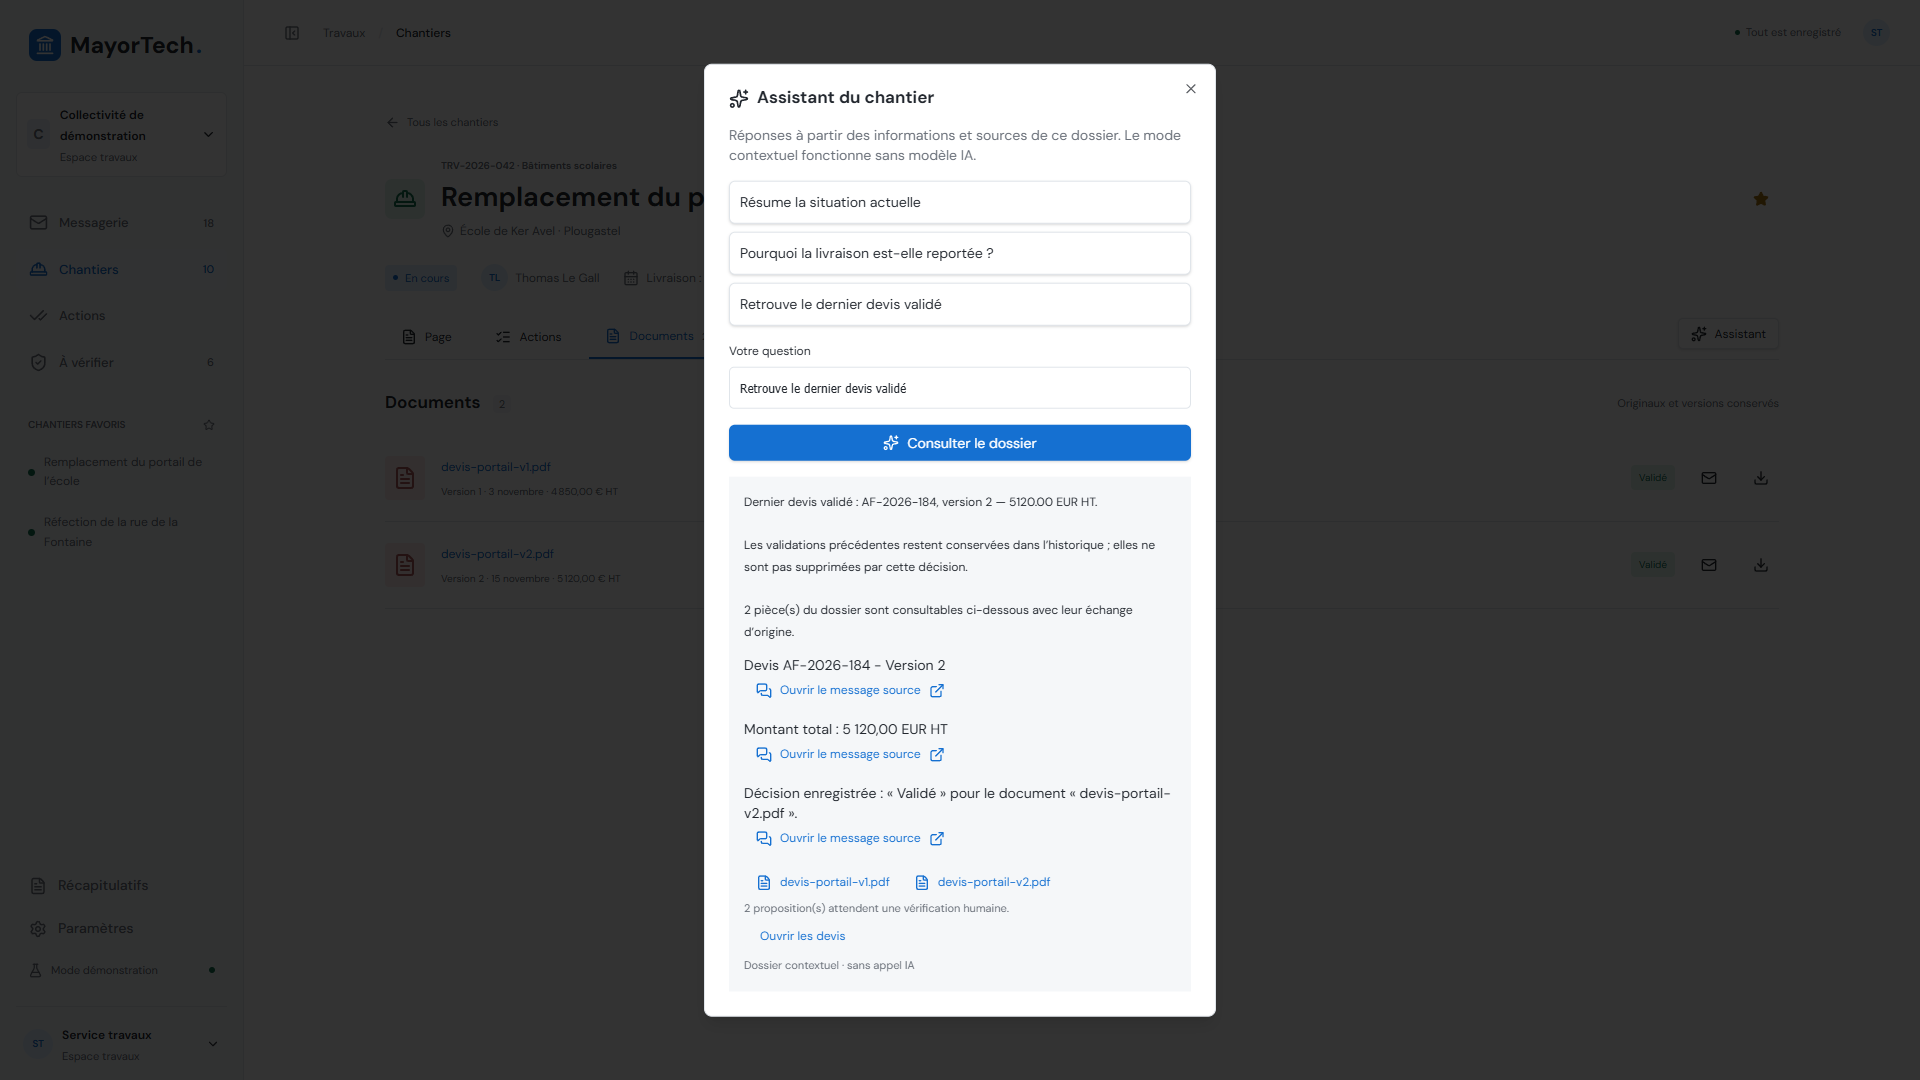 MayorTech.
Travaux / Chantiers
Tout est enregistré
ST
C
Collectivité de
démonstration
Espace travaux
Messagerie 18
Chantiers 10
Actions
À vérifier 6
CHANTIERS FAVORIS
Remplacement du portail de
l'école
Réfection de la rue de la
Fontaine
Récapitulatifs
Paramètres
Mode démonstration
ST
Service travaux
Espace travaux
Tous les chantiers
TRV-2026-042 · Bâtiments scolaires
Remplacement du p
École de Ker Avel · Plougastel
En cours
TL Thomas Le Gall
Livraison :
Page
Actions
Documents
Assistant
Documents 2
Originaux et versions conservés
devis-portail-v1.pdf
Version 1 · 3 novembre · 4 850,00 € HT
Validé
devis-portail-v2.pdf
Version 2 · 15 novembre · 5 120,00 € HT
Validé
Assistant du chantier
Réponses à partir des informations et sources de ce dossier. Le mode
contextuel fonctionne sans modèle IA.
Résume la situation actuelle
Pourquoi la livraison est-elle reportée ?
Retrouve le dernier devis validé
Votre question
Retrouve le dernier devis validé
Consulter le dossier
Dernier devis validé : AF-2026-184, version 2 — 5120.00 EUR HT.
Les validations précédentes restent conservées dans l'historique ; elles ne
sont pas supprimées par cette décision.
2 pièce(s) du dossier sont consultables ci-dessous avec leur échange
d'origine.
Devis AF-2026-184 - Version 2
Ouvrir le message source
Montant total : 5 120,00 EUR HT
Ouvrir le message source
Décision enregistrée : « Validé » pour le document « devis-portail-
v2.pdf ».
Ouvrir le message source
devis-portail-v1.pdf devis-portail-v2.pdf
2 proposition(s) attendent une vérification humaine.
Ouvrir les devis
Dossier contextuel · sans appel IA